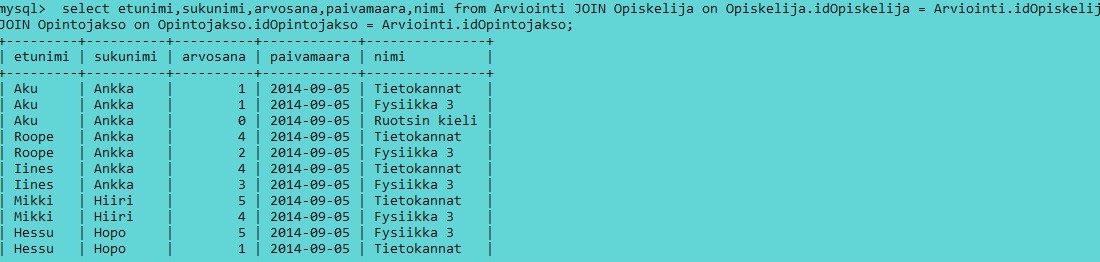 mysql>  select etunimi,sukunimi,arvosana,paivamaara,nimi from Arviointi JOIN Opiskelija on Opiskelija.idOpiskelija = Arviointi.idOpiskelij
JOIN Opintojakso on Opintojakso.idOpintojakso = Arviointi.idOpintojakso;
+---------+----------+----------+------------+---------------+
| etunimi | sukunimi | arvosana | paivamaara | nimi          |
+---------+----------+----------+------------+---------------+
| Aku     | Ankka    |        1 | 2014-09-05 | Tietokannat   |
| Aku     | Ankka    |        1 | 2014-09-05 | Fysiikka 3    |
| Aku     | Ankka    |        0 | 2014-09-05 | Ruotsin kieli |
| Roope   | Ankka    |        4 | 2014-09-05 | Tietokannat   |
| Roope   | Ankka    |        2 | 2014-09-05 | Fysiikka 3    |
| Iines   | Ankka    |        4 | 2014-09-05 | Tietokannat   |
| Iines   | Ankka    |        3 | 2014-09-05 | Fysiikka 3    |
| Mikki   | Hiiri    |        5 | 2014-09-05 | Tietokannat   |
| Mikki   | Hiiri    |        4 | 2014-09-05 | Fysiikka 3    |
| Hessu   | Hopo     |        5 | 2014-09-05 | Fysiikka 3    |
| Hessu   | Hopo     |        1 | 2014-09-05 | Tietokannat   |